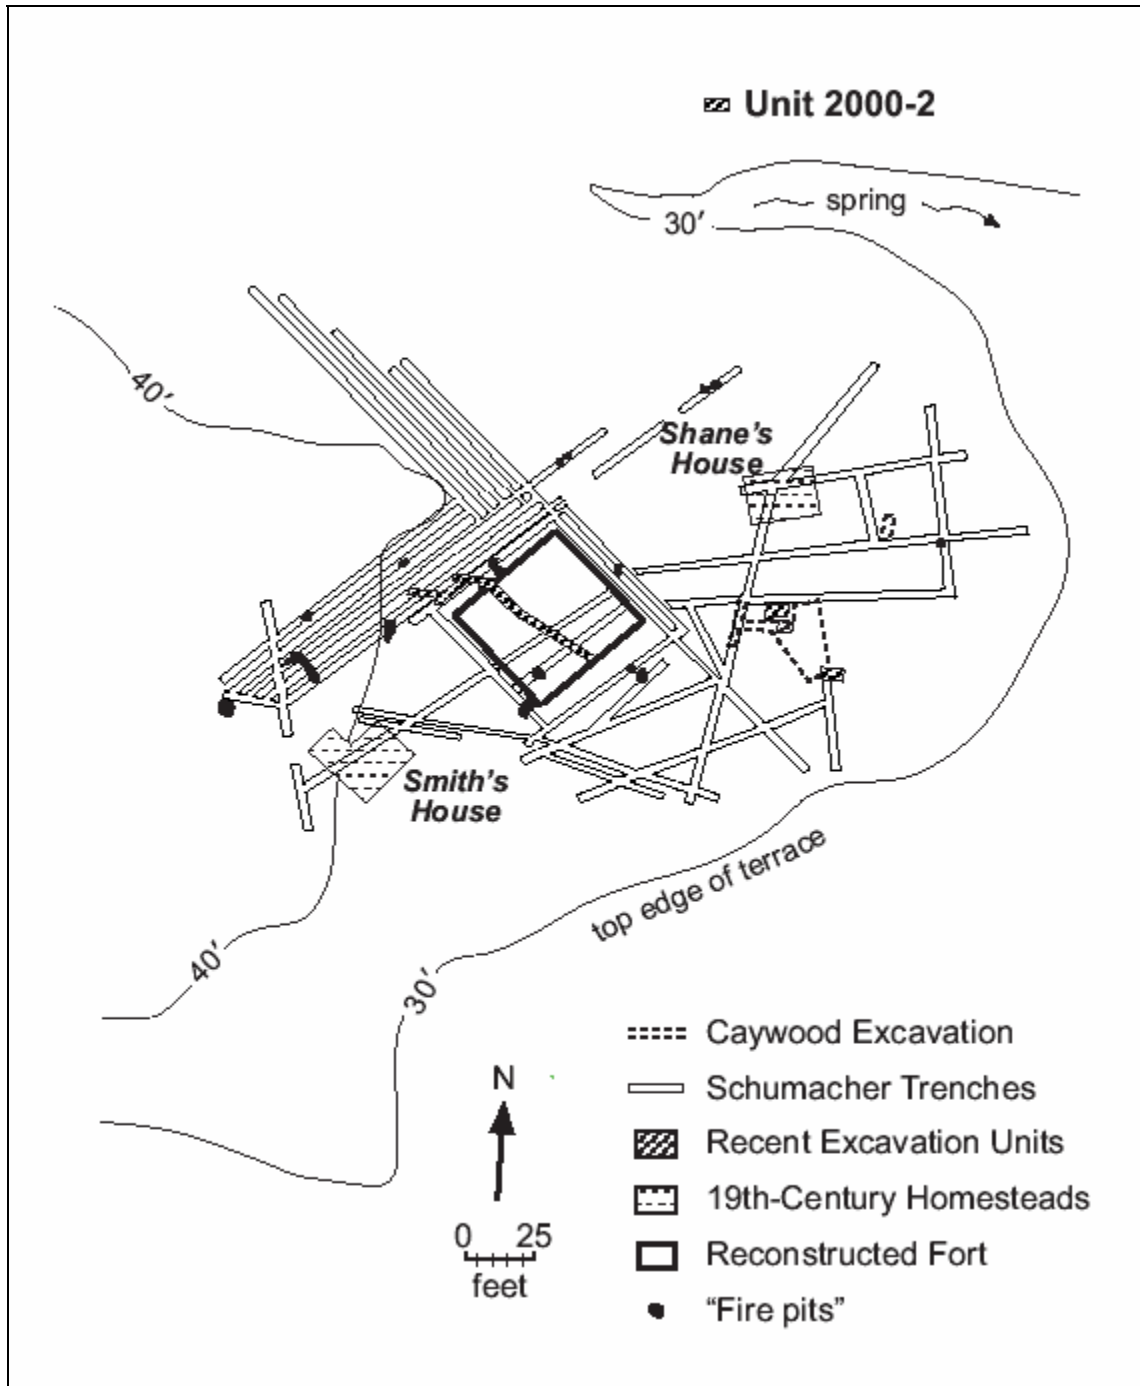 Unit 2000-2
spring
30'
40'
Shane's
House
Smith's
House
top edge of terrace
40'
30'
N
0 25
feet
Caywood Excavation
Schumacher Trenches
Recent Excavation Units
19th-Century Homesteads
Reconstructed Fort
“Fire pits”